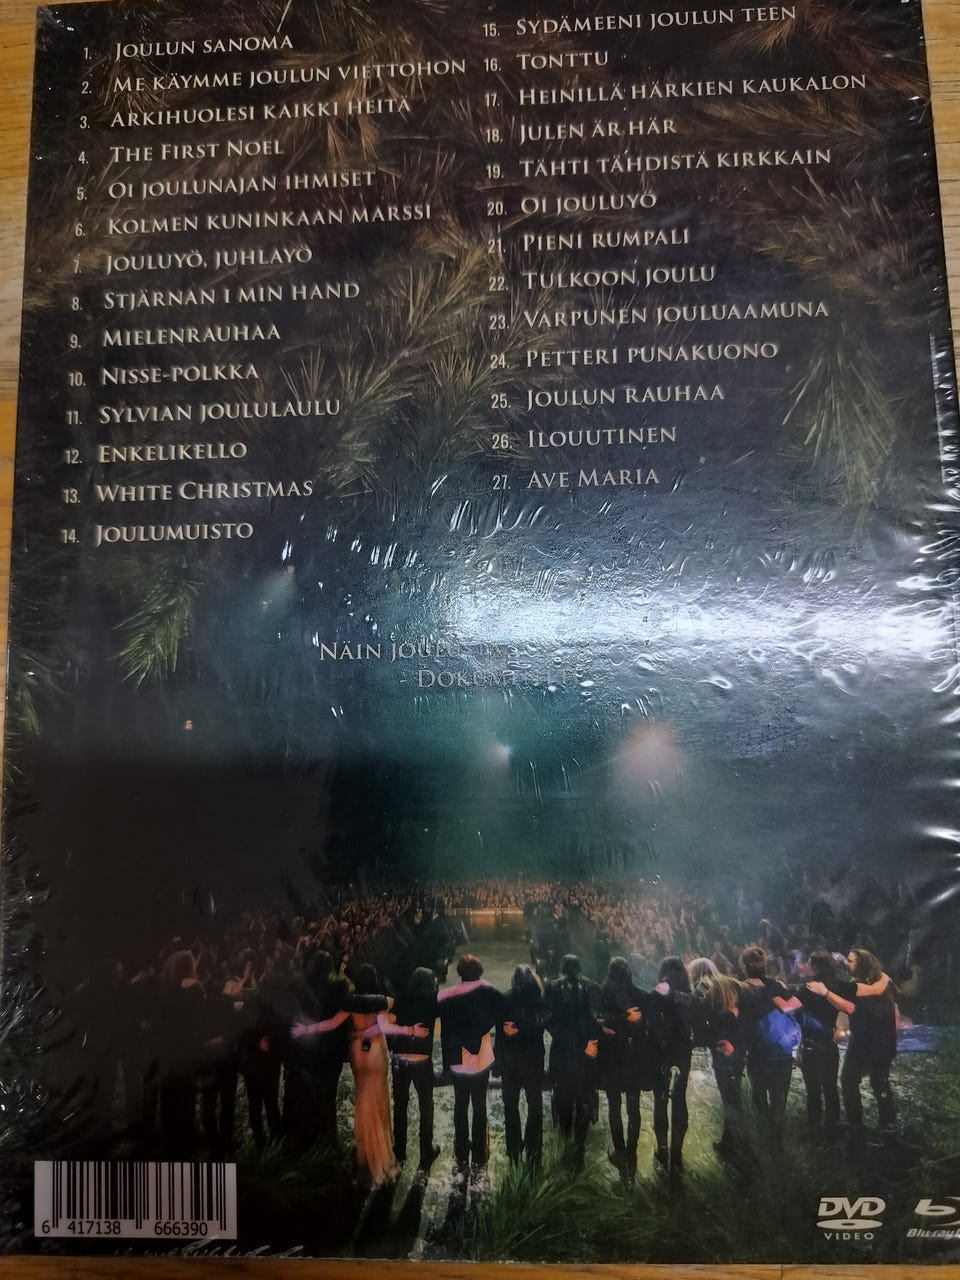 1. Joulun sanoma
2. Me käymme joulun viettohon
3. Arkihuolesi kaikki heitä
4. The First Noel
5. Oi joulunajan ihmiset
6. Kolmen kuninkaan marssi
7. Jouluyö, juhlayö
8. Stjärnan i min hand
9. Mielenrauhaa
10. Nisse-polkka
11. Sylvian joululaulu
12. Enkelikello
13. White Christmas
14. Joulumuisto
15. Sydämeeni joulun teen
16. Tonttu
17. Heinillä härkien kaukalon
18. Julen är här
19. Tähti tähdistä kirkkain
20. Oi jouluyö
21. Pieni rumpali
22. Tulkoon joulu
23. Varpunen jouluaamuna
24. Petteri Punakuono
25. Joulun rauhaa
26. Ilouutinen
27. Ave Maria
Näin
6 417138 666390
DVD
VIDEO